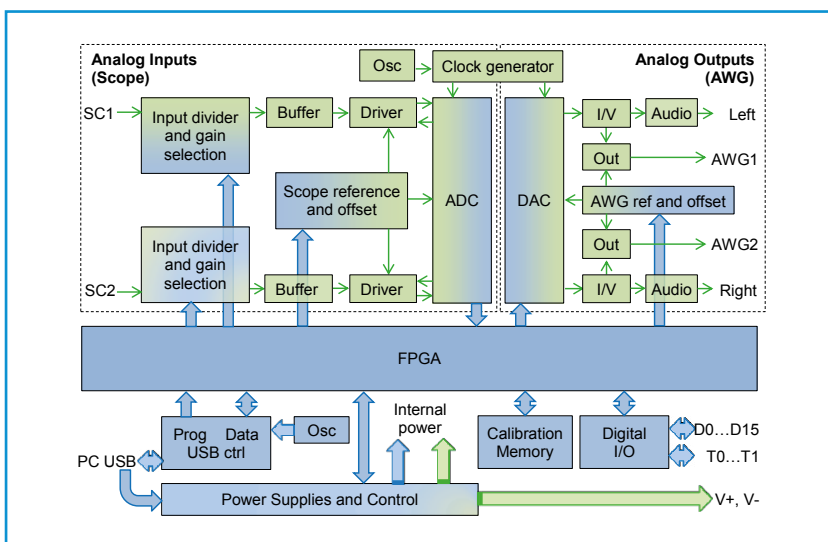 Analog Inputs
(Scope)
Osc
Clock generator
Analog Outputs
(AWG)
SC1
Input divider
and gain
selection
Buffer
Driver
I/V
Audio
Left
Out
AWG1
Scope reference
and offset
ADC
DAC
AWG ref and offset
Input divider
and gain
selection
Out
AWG2
SC2
Buffer
Driver
I/V
Audio
Right
FPGA
Prog Data
USB ctrl
Osc
Internal
power
Calibration
Memory
Digital
I/O
D0...D15
T0...T1
PC USB
Power Supplies and Control
V+, V-